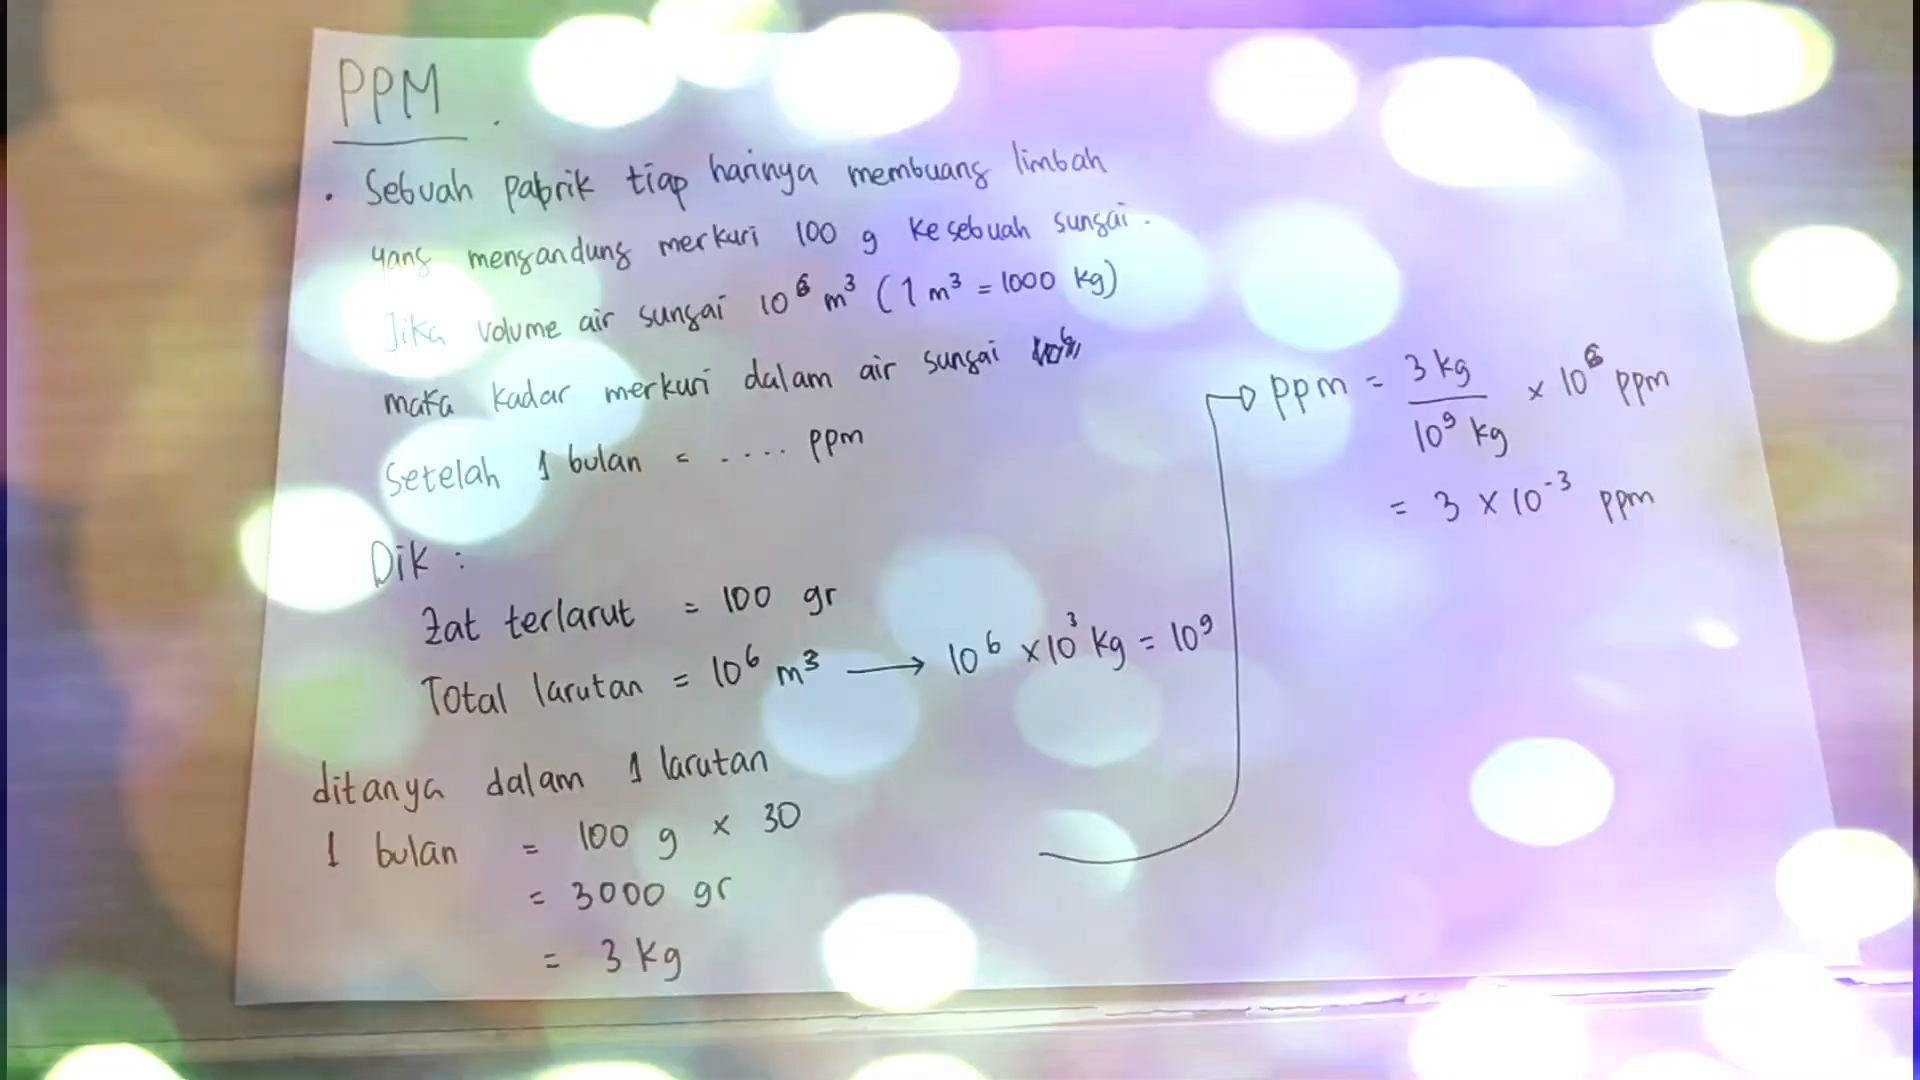 PPM
• Sebuah pabrik tiap harinya membuang limbah
yang mengandung merkuri 100 g ke sebuah sungai.
Jika volume air sungai 10⁶ m³ (1 m³ = 1000 kg)
maka kadar merkuri dalam air sungai
Setelah 1 bulan = .... ppm
Dik :
Zat terlarut = 100 gr
Total larutan = 10⁶ m³ → 10⁶ x 10³ kg = 10⁹
ditanya dalam 1 larutan
1 bulan = 100 g x 30
= 3000 gr
= 3 kg
ppm = 3 kg / 10⁹ kg x 10⁶ ppm
= 3 x 10⁻³ ppm